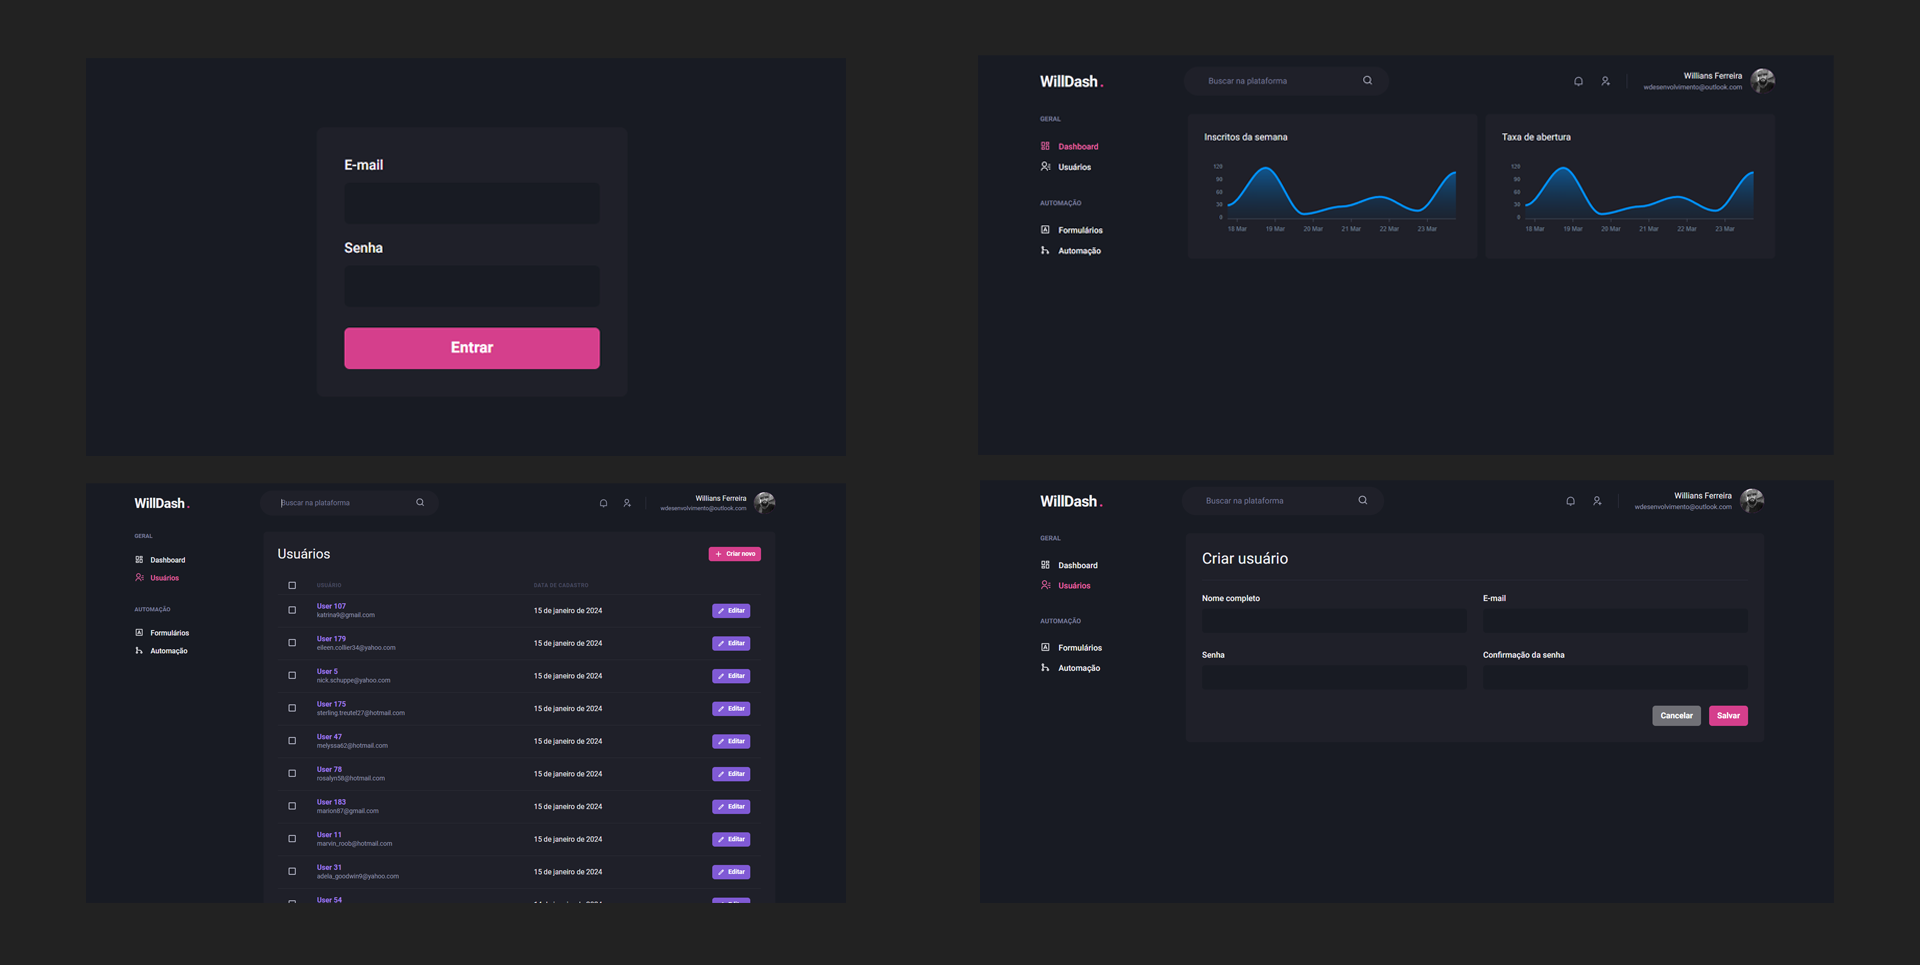 E-mail
Senha
Entrar
WillDash.
Buscar na plataforma
Willians Ferreira
wdesenvolvimento@outlook.com
GERAL
Dashboard
Usuários
AUTOMAÇÃO
Formulários
Automação
Inscritos da semana
120
90
60
30
0
18 Mar 19 Mar 20 Mar 21 Mar 22 Mar 23 Mar
Taxa de abertura
120
90
60
30
0
18 Mar 19 Mar 20 Mar 21 Mar 22 Mar 23 Mar
WillDash.
Buscar na plataforma
Willians Ferreira
wdesenvolvimento@outlook.com
GERAL
Dashboard
Usuários
AUTOMAÇÃO
Formulários
Automação
Usuários
+ Criar novo
USUÁRIO DATA DE CADASTRO
User 107
katrina9@gmail.com
15 de janeiro de 2024 Editar
User 179
eileen.collier34@yahoo.com
15 de janeiro de 2024 Editar
User 5
nick.schuppe@yahoo.com
15 de janeiro de 2024 Editar
User 175
sterling.treutel27@hotmail.com
15 de janeiro de 2024 Editar
User 47
melyssa62@hotmail.com
15 de janeiro de 2024 Editar
User 78
rosalyn58@hotmail.com
15 de janeiro de 2024 Editar
User 183
marion87@gmail.com
15 de janeiro de 2024 Editar
User 11
marvin_roob@hotmail.com
15 de janeiro de 2024 Editar
User 31
adela_goodwin9@yahoo.com
15 de janeiro de 2024 Editar
User 54
WillDash.
Buscar na plataforma
Willians Ferreira
wdesenvolvimento@outlook.com
GERAL
Dashboard
Usuários
AUTOMAÇÃO
Formulários
Automação
Criar usuário
Nome completo
E-mail
Senha
Confirmação da senha
Cancelar
Salvar